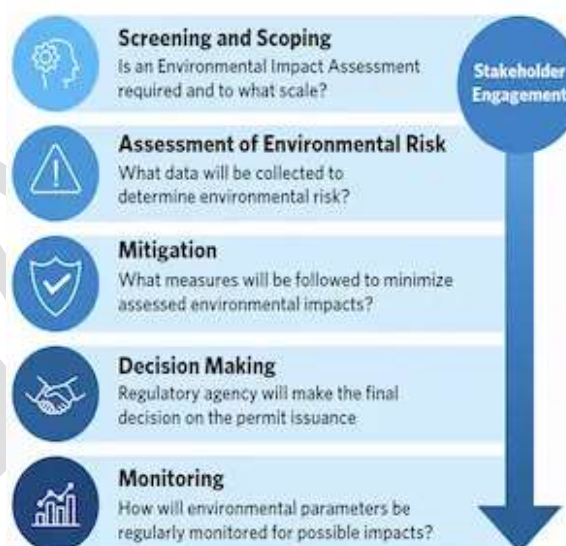 Screening and Scoping
Is an Environmental Impact Assessment
required and to what scale?
Stakeholder
Engagement
Assessment of Environmental Risk
What data will be collected to
determine environmental risk?
Mitigation
What measures will be followed to minimize
assessed environmental impacts?
Decision Making
Regulatory agency will make the final
decision on the permit issuance
Monitoring
How will environmental parameters be
regularly monitored for possible impacts?